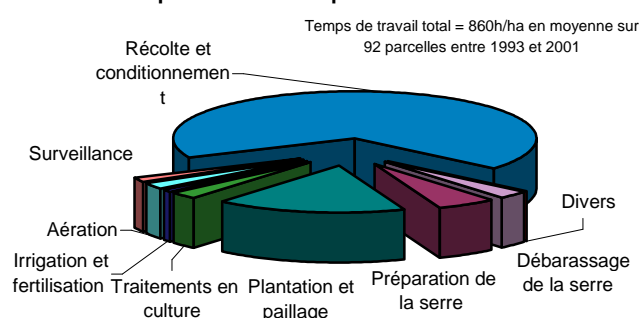 Temps de travail total = 860h/ha en moyenne sur
92 parcelles entre 1993 et 2001
Récolte et
conditionnemen
t
Surveillance
Aération
Irrigation et
fertilisation
Traitements en
culture
Plantation et
paillage
Préparation de
la serre
Débarassage
de la serre
Divers